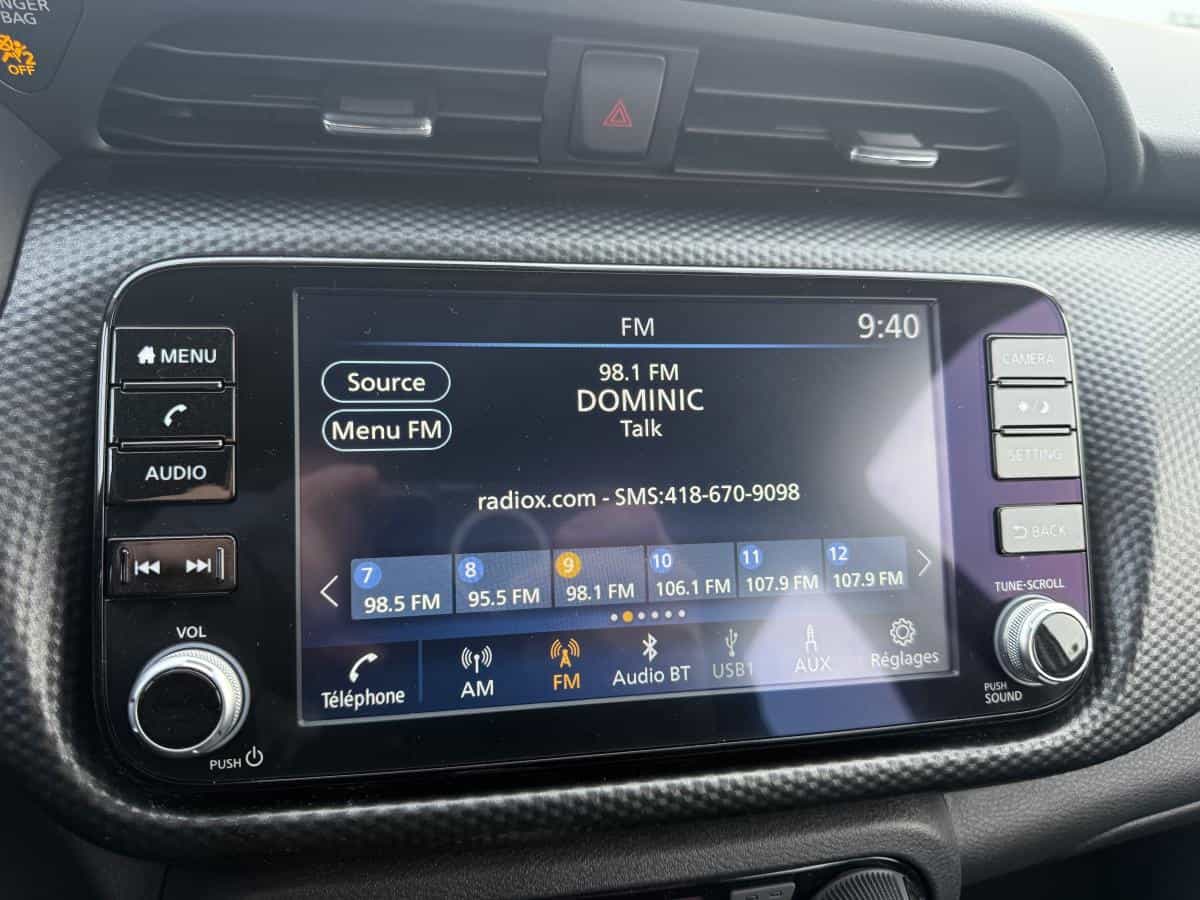 BAG
2
OFF
FM
9:40
MENU
Source
98.1 FM
CAMERA
DOMINIC
Menu FM
Talk
AUDIO
SETTING
radiox.com - SMS:418-670-9098
BACK
7
8
9
10
11
12
98.5 FM
95.5 FM
98.1 FM
106.1 FM
107.9 FM
107.9 FM
TUNE·SCROLL
VOL
Téléphone
AM
FM
Audio BT
USB1
AUX
Réglages
PUSH
SOUND
PUSH